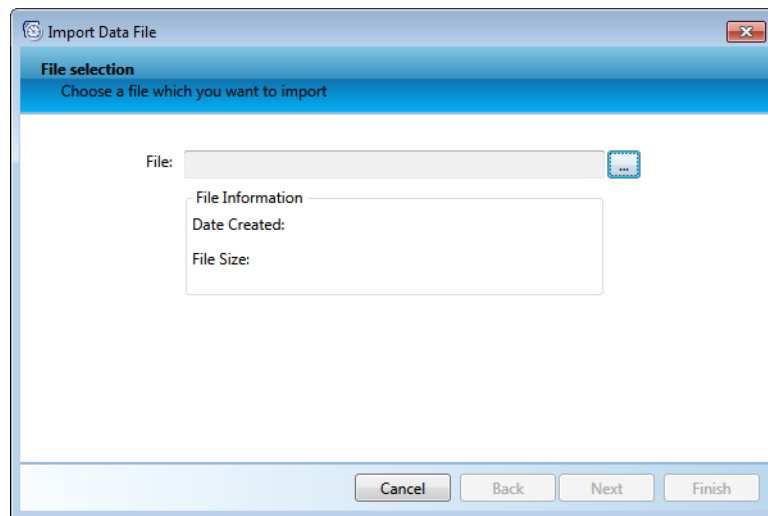 Import Data File
File selection
Choose a file which you want to import
File:
...
File Information
Date Created:
File Size:
Cancel Back Next Finish